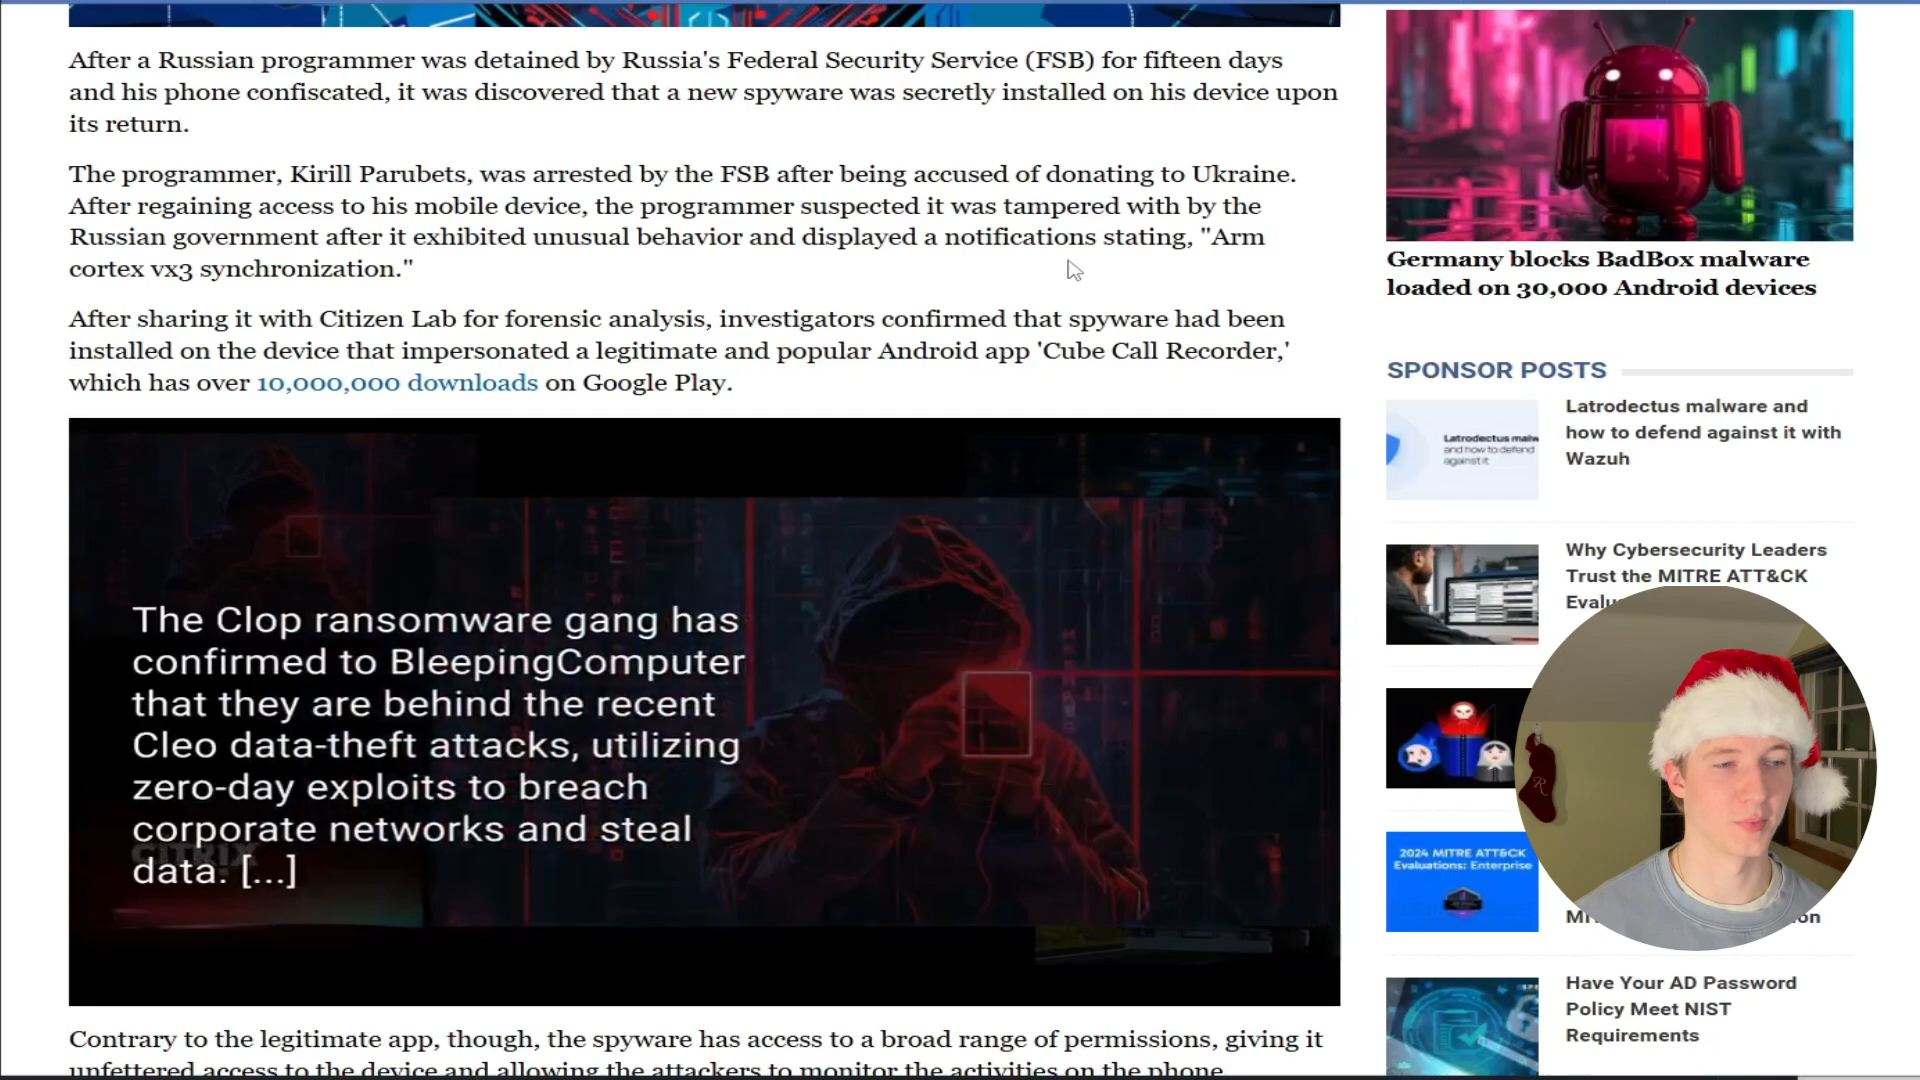 After a Russian programmer was detained by Russia's Federal Security Service (FSB) for fifteen days
and his phone confiscated, it was discovered that a new spyware was secretly installed on his device upon
its return.
The programmer, Kirill Parubets, was arrested by the FSB after being accused of donating to Ukraine.
After regaining access to his mobile device, the programmer suspected it was tampered with by the
Russian government after it exhibited unusual behavior and displayed a notifications stating, "Arm
cortex vx3 synchronization."
After sharing it with Citizen Lab for forensic analysis, investigators confirmed that spyware had been
installed on the device that impersonated a legitimate and popular Android app 'Cube Call Recorder,'
which has over 10,000,000 downloads on Google Play.
The Clop ransomware gang has
confirmed to BleepingComputer
that they are behind the recent
Cleo data-theft attacks, utilizing
zero-day exploits to breach
corporate networks and steal
data. [...]
CITRIX
Contrary to the legitimate app, though, the spyware has access to a broad range of permissions, giving it
unfettered access to the device and allowing the attackers to monitor the activities on the phone.
Germany blocks BadBox malware
loaded on 30,000 Android devices
SPONSOR POSTS
Latrodectus malw
and how to defend
against it
Latrodectus malware and
how to defend against it with
Wazuh
Why Cybersecurity Leaders
Trust the MITRE ATT&CK
Evalu
2024 MITRE ATT&CK
Evaluations: Enterprise
MI
on
R
Have Your AD Password
Policy Meet NIST
Requirements